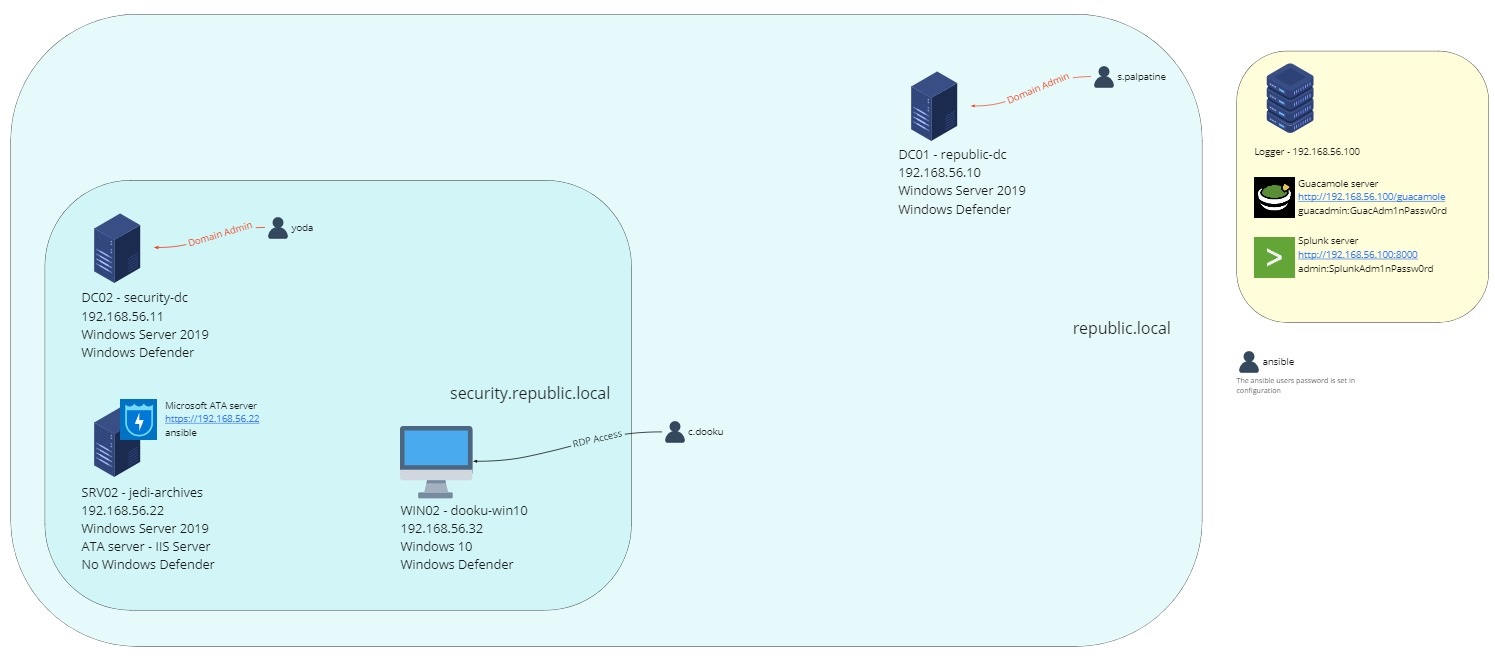 Domain Admin
s.palpatine
DC01 - republic-dc
192.168.56.10
Windows Server 2019
Windows Defender
Domain Admin
yoda
DC02 - security-dc
192.168.56.11
Windows Server 2019
Windows Defender
republic.local
security.republic.local
Microsoft ATA server
https://192.168.56.22
ansible
SRV02 - jedi-archives
192.168.56.22
Windows Server 2019
ATA server - IIS Server
No Windows Defender
RDP Access
c.dooku
WIN02 - dooku-win10
192.168.56.32
Windows 10
Windows Defender
Logger - 192.168.56.100
Guacamole server
http://192.168.56.100/guacamole
guacadmin:GuacAdm1nPassw0rd
Splunk server
http://192.168.56.100:8000
admin:SplunkAdm1nPassw0rd
ansible
The ansible users password is set in
configuration